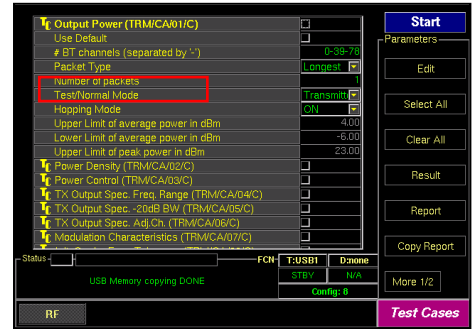 Output Power (TRM/CA/01/C)
Use Default
# BT channels (separated by '-') 0-39-78
Packet Type Longest
Number of packets 1
Test/Normal Mode Transmitte
Hopping Mode ON
Upper Limit of average power in dBm 4.00
Lower Limit of average power in dBm -6.00
Upper Limit of peak power in dBm 23.00
Power Density (TRM/CA/02/C)
Power Control (TRM/CA/03/C)
TX Output Spec. Freq. Range (TRM/CA/04/C)
TX Output Spec. -20dB BW (TRM/CA/05/C)
TX Output Spec. Adj.Ch. (TRM/CA/06/C)
Modulation Characteristics (TRM/CA/07/C)
Start
Parameters
Edit
Select All
Clear All
Result
Report
Copy Report
More 1/2
Status
FCN
T:USB1 D:none
STBY N/A
Config: 8
USB Memory copying DONE
RF
Test Cases